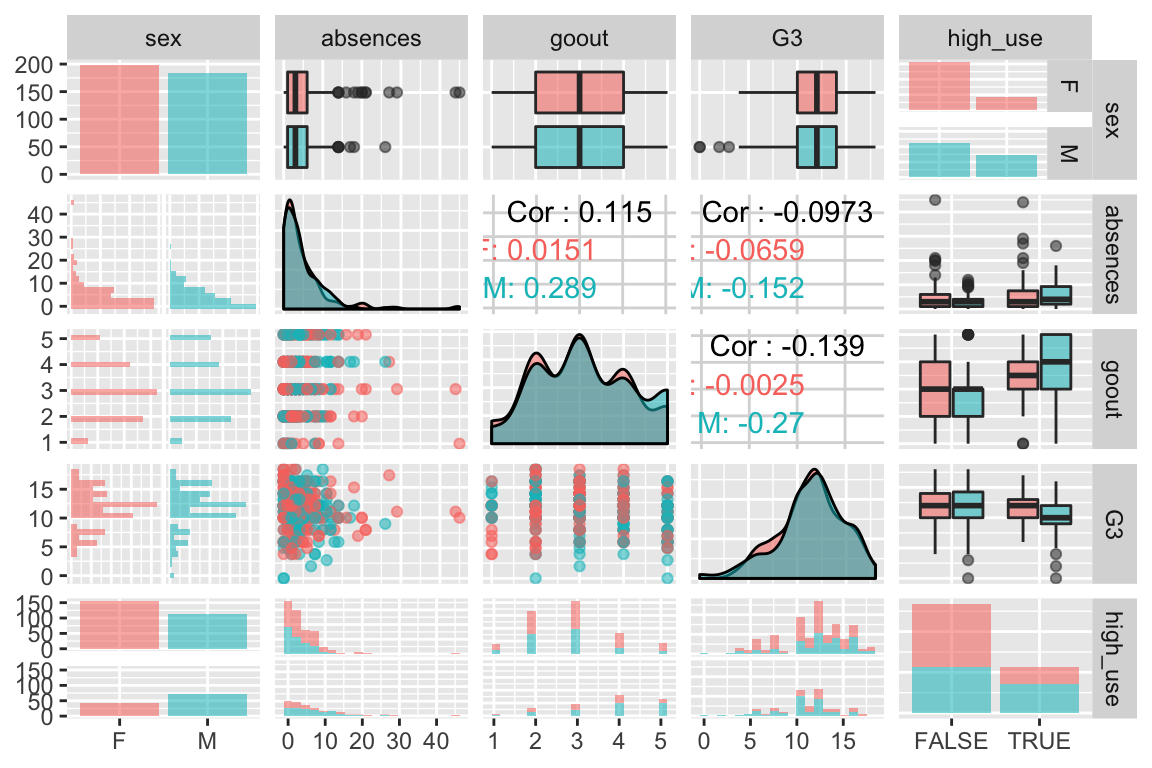 sex absences goout G3 high_use
200
150
100
50
0
F
M
sex
40
30
20
10
0
Cor : 0.115
F: 0.0151
M: 0.289
Cor : -0.0973
: -0.0659
M: -0.152
absences
5
4
3
2
1
Cor : -0.139
: -0.0025
M: -0.27
goout
15
10
5
0
G3
150
100
50
0
150
100
50
0
high_use
F M 0 10 20 30 40 1 2 3 4 5 0 5 10 15 FALSE TRUE